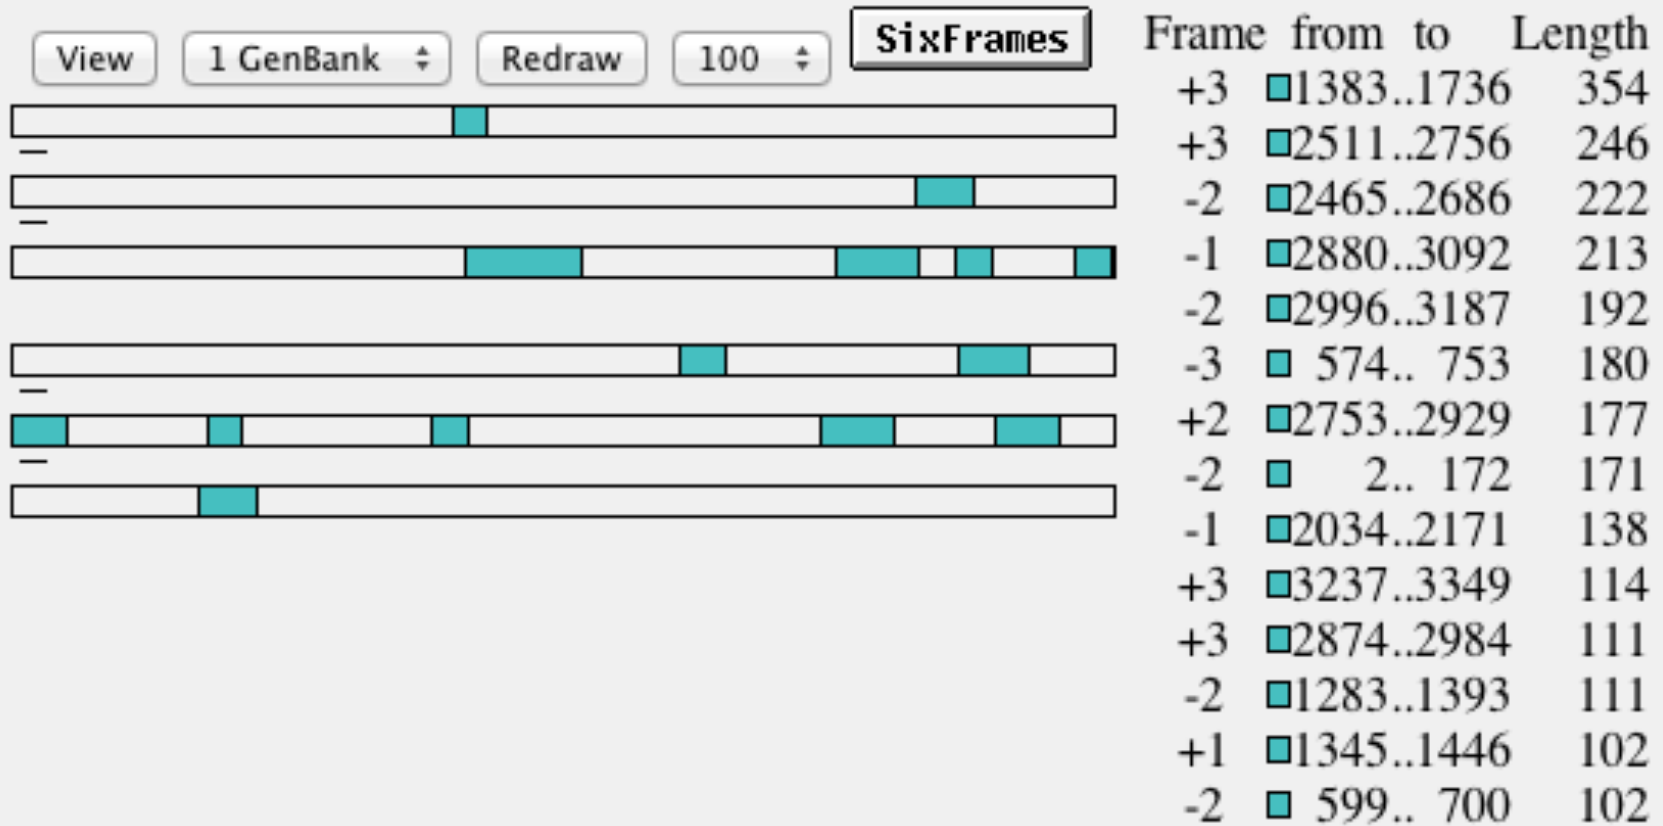 View 1 GenBank Redraw 100 SixFrames
Frame from to Length
+3 1383..1736 354
+3 2511..2756 246
-2 2465..2686 222
-1 2880..3092 213
-2 2996..3187 192
-3 574.. 753 180
+2 2753..2929 177
-2 2.. 172 171
-1 2034..2171 138
+3 3237..3349 114
+3 2874..2984 111
-2 1283..1393 111
+1 1345..1446 102
-2 599.. 700 102